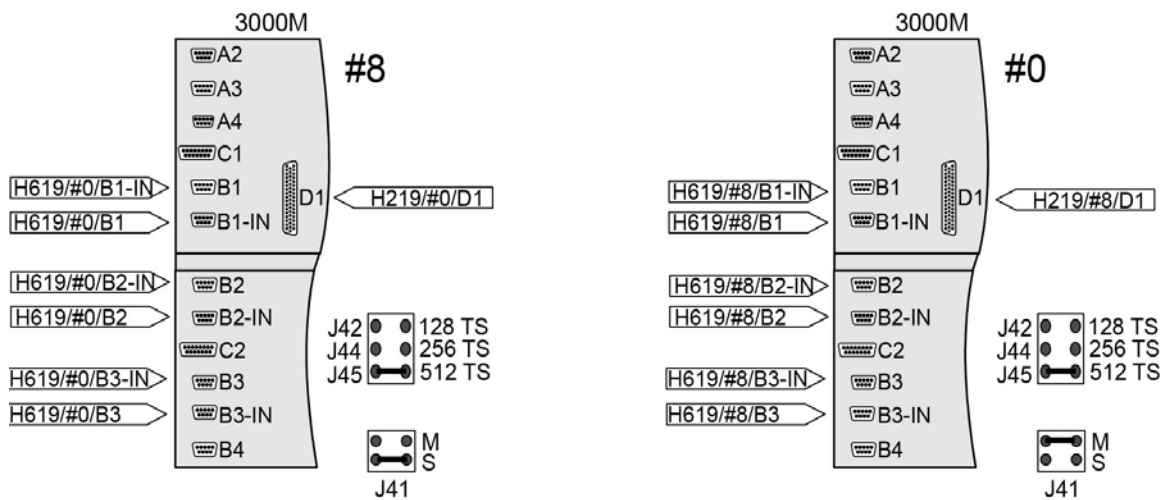 3000M
#8
A2
A3
A4
C1
H619/#0/B1-IN
B1
D1
H219/#0/D1
H619/#0/B1
B1-IN
H619/#0/B2-IN
B2
H619/#0/B2
B2-IN
C2
H619/#0/B3-IN
B3
H619/#0/B3
B3-IN
B4
J42 128 TS
J44 256 TS
J45 512 TS
M
S
J41
3000M
#0
A2
A3
A4
C1
H619/#8/B1-IN
B1
D1
H219/#8/D1
H619/#8/B1
B1-IN
H619/#8/B2-IN
B2
H619/#8/B2
B2-IN
C2
H619/#8/B3-IN
B3
H619/#8/B3
B3-IN
B4
J42 128 TS
J44 256 TS
J45 512 TS
M
S
J41